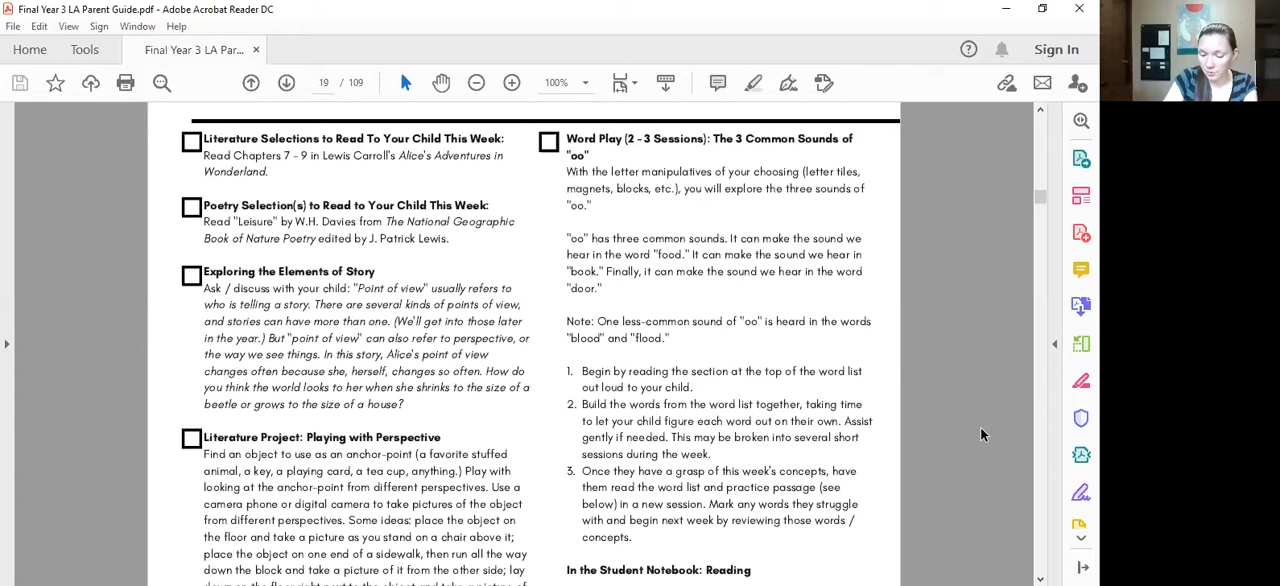 Final Year 3 LA Parent Guide.pdf - Adobe Acrobat Reader DC
File Edit View Sign Window Help
Home Tools Final Year 3 LA Par... × Sign In
19 / 109 100%
Literature Selections to Read To Your Child This Week:
Read Chapters 7 - 9 in Lewis Carroll's Alice's Adventures in
Wonderland.
Poetry Selection(s) to Read to Your Child This Week:
Read "Leisure" by W.H. Davies from The National Geographic
Book of Nature Poetry edited by J. Patrick Lewis.
Exploring the Elements of Story
Ask / discuss with your child: "Point of view" usually refers to
who is telling a story. There are several kinds of points of view,
and stories can have more than one. (We'll get into those later
in the year.) But "point of view" can also refer to perspective, or
the way we see things. In this story, Alice's point of view
changes often because she, herself, changes so often. How do
you think the world looks to her when she shrinks to the size of a
beetle or grows to the size of a house?
Literature Project: Playing with Perspective
Find an object to use as an anchor-point (a favorite stuffed
animal, a key, a playing card, a tea cup, anything.) Play with
looking at the anchor-point from different perspectives. Use a
camera phone or digital camera to take pictures of the object
from different perspectives. Some ideas: place the object on
the floor and take a picture as you stand on a chair above it;
place the object on one end of a sidewalk, then run all the way
down the block and take a picture of it from the other side; lay
down on the floor right next to the object and take a picture of
Word Play (2 - 3 Sessions): The 3 Common Sounds of
"oo"
With the letter manipulatives of your choosing (letter tiles,
magnets, blocks, etc.), you will explore the three sounds of
"oo."
"oo" has three common sounds. It can make the sound we
hear in the word "food." It can make the sound we hear in
"book." Finally, it can make the sound we hear in the word
"door."
Note: One less-common sound of "oo" is heard in the words
"blood" and "flood."
1. Begin by reading the section at the top of the word list
out loud to your child.
2. Build the words from the word list together, taking time
to let your child figure each word out on their own. Assist
gently if needed. This may be broken into several short
sessions during the week.
3. Once they have a grasp of this week's concepts, have
them read the word list and practice passage (see
below) in a new session. Mark any words they struggle
with and begin next week by reviewing those words /
concepts.
In the Student Notebook: Reading